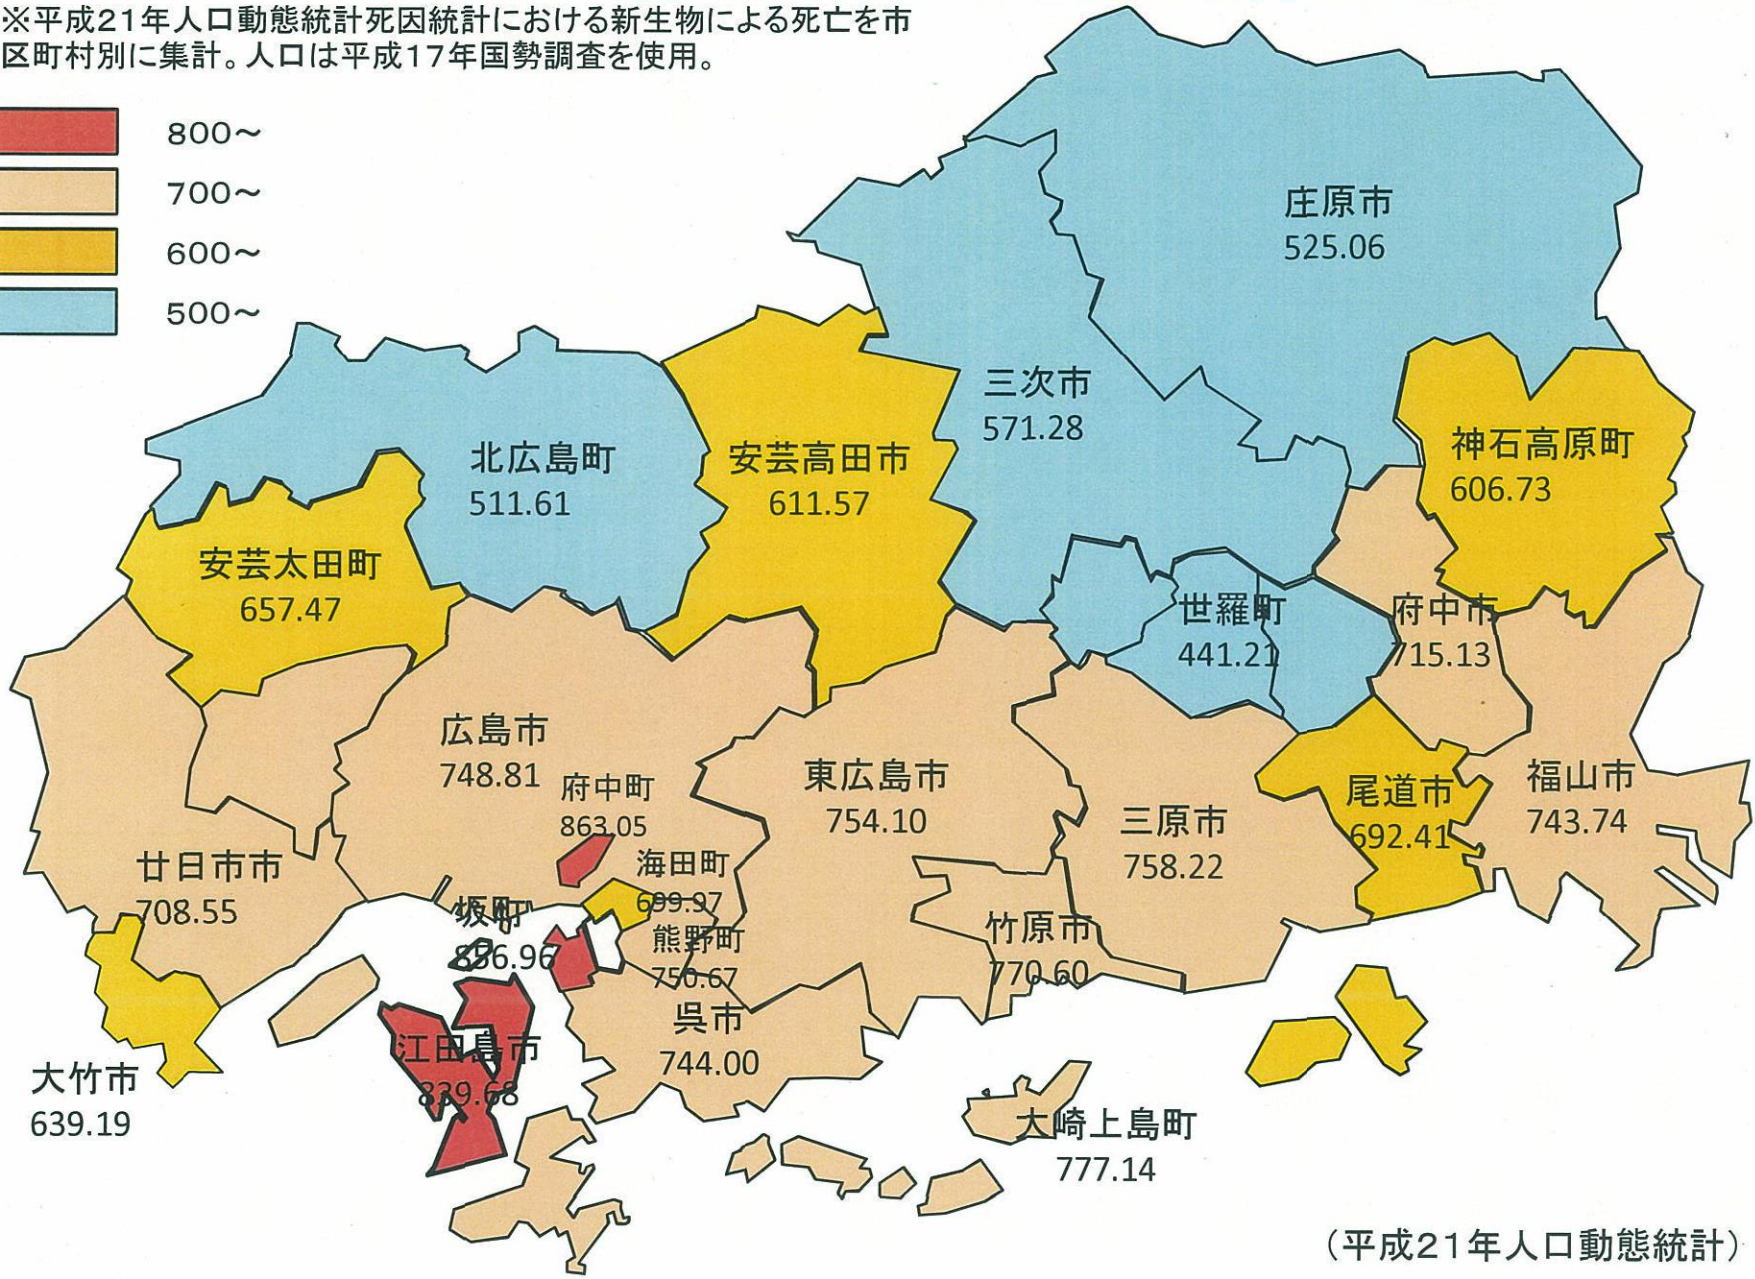 ※平成21年人口動態統計死因統計における新生物による死亡を市
区町村別に集計。人口は平成17年国勢調査を使用。
800～
700～
600～
500～
庄原市
525.06
三次市
571.28
神石高原町
606.73
北広島町
511.61
安芸高田市
611.57
安芸太田町
657.47
世羅町
441.21
府中市
715.13
広島市
748.81
府中町
863.05
東広島市
754.10
三原市
758.22
尾道市
692.41
福山市
743.74
廿日市市
708.55
海田町
699.97
坂町
856.96
熊野町
750.67
竹原市
770.60
呉市
744.00
江田島市
839.68
大竹市
639.19
大崎上島町
777.14
（平成21年人口動態統計）